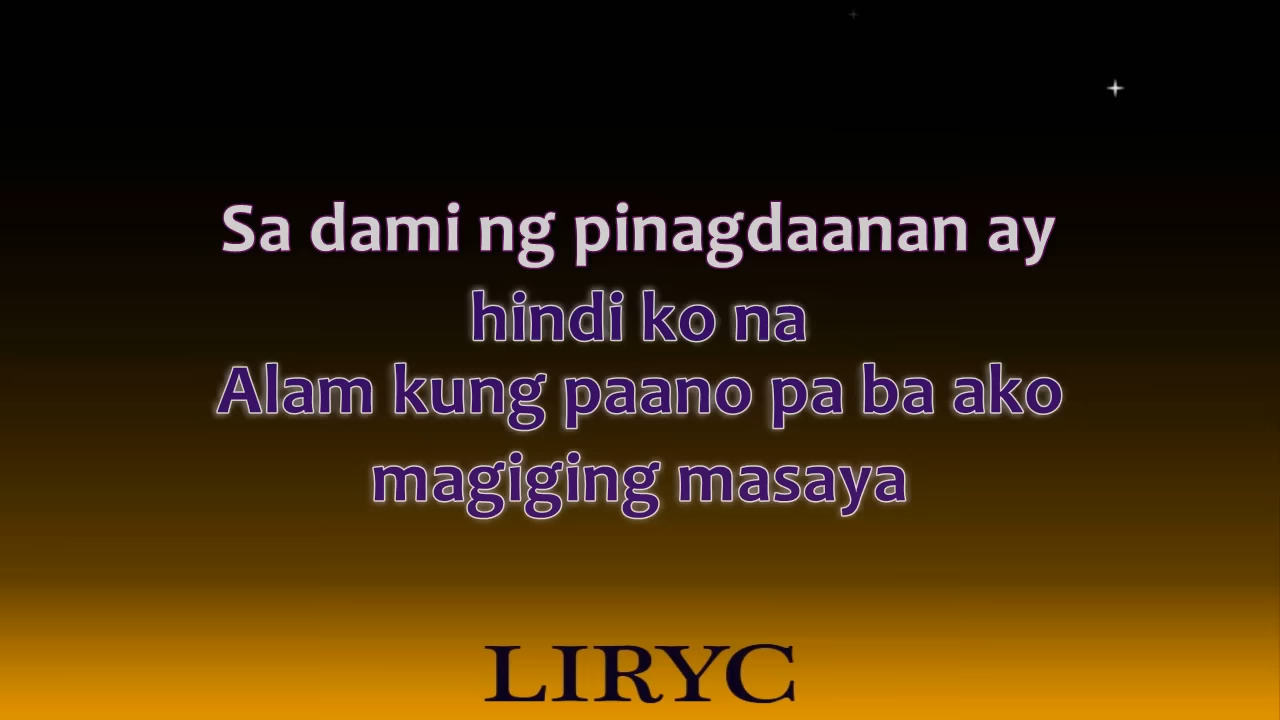 Sa dami ng pinagdaanan ay
hindi ko na
Alam kung paano pa ba ako
magiging masaya
LIRYC